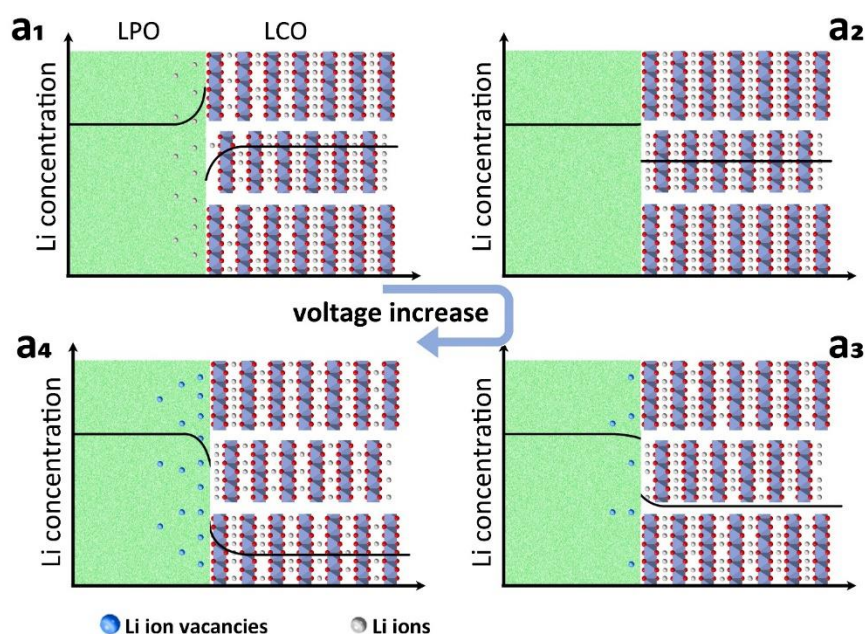 a1
LPO
LCO
Li concentration
a2
Li concentration
voltage increase
a4
Li concentration
a3
Li concentration
Li ion vacancies
Li ions